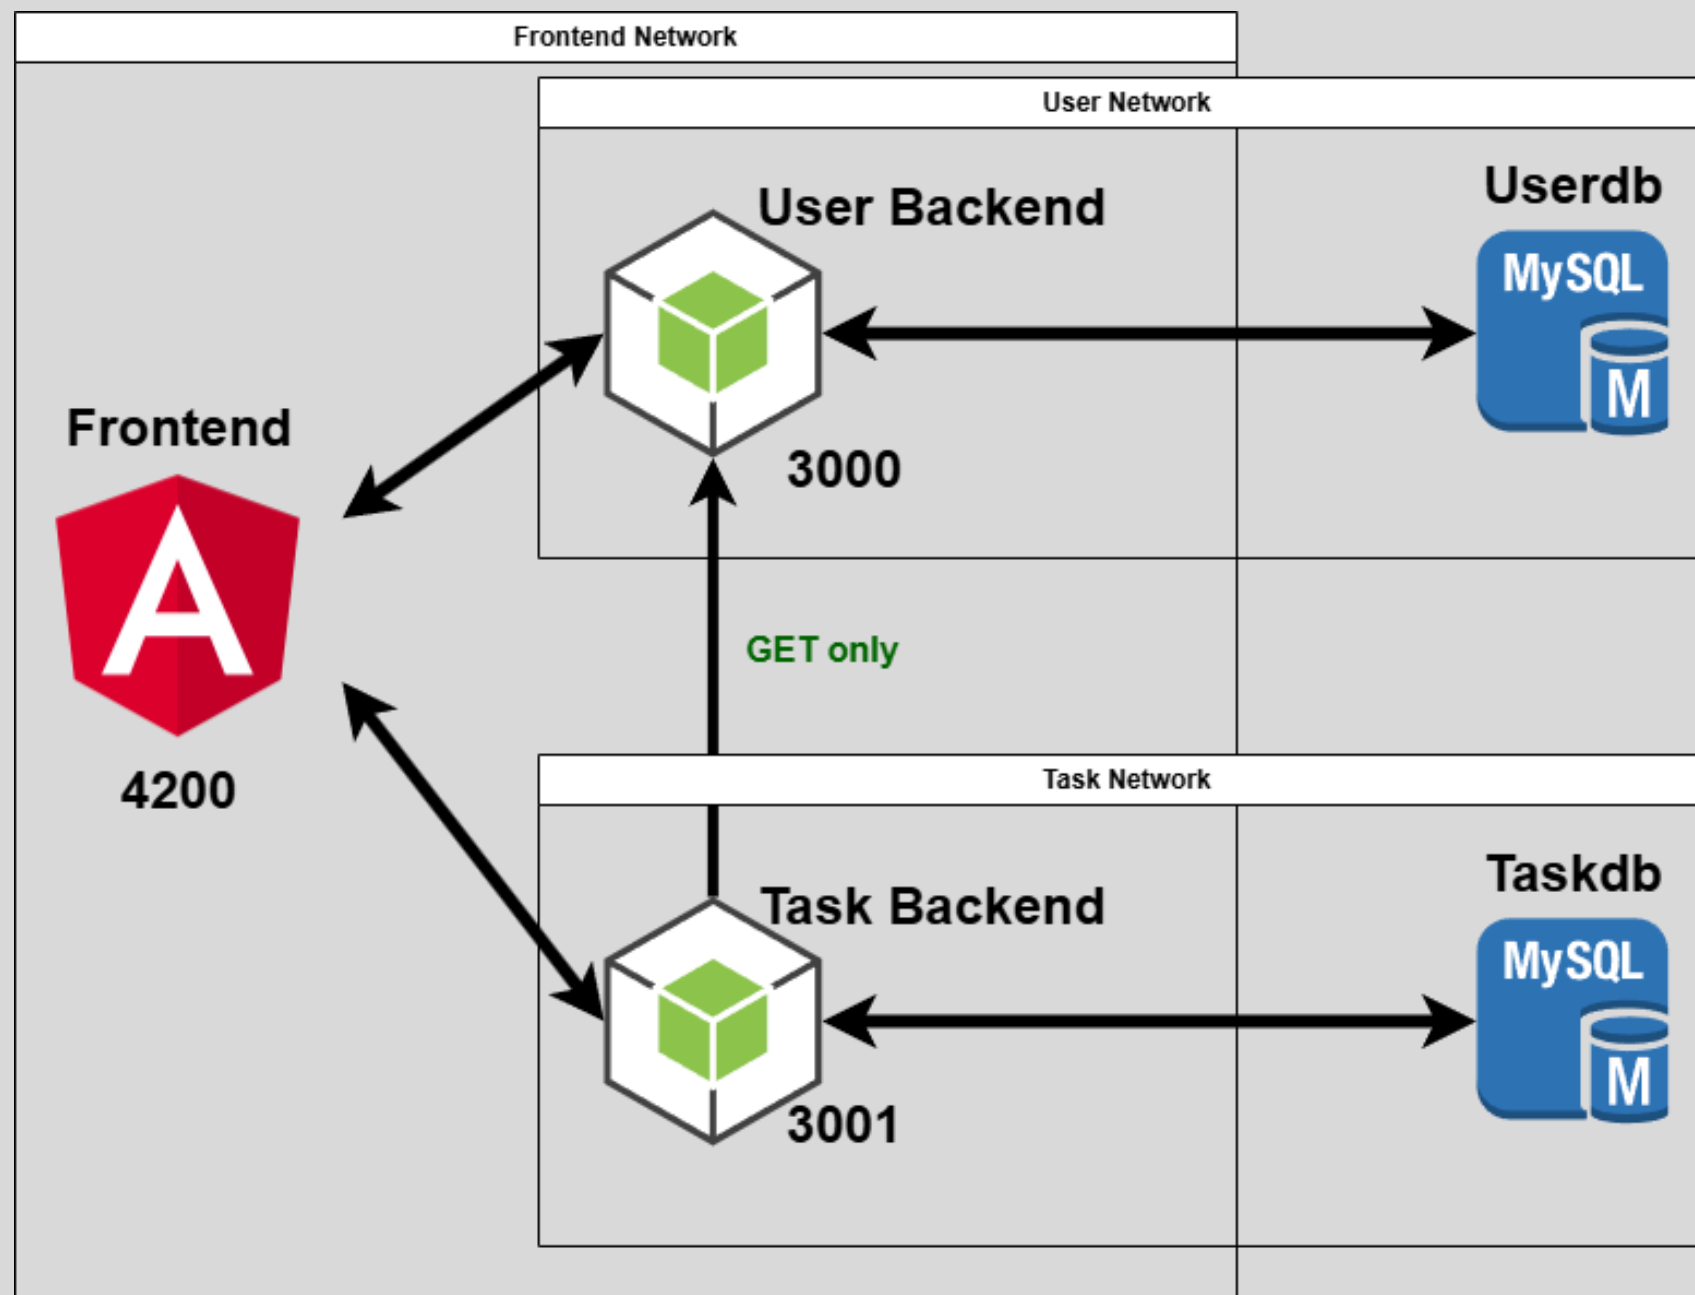 Frontend Network
User Network
User Backend
Userdb
MySQL
M
3000
Frontend
A
4200
GET only
Task Network
Task Backend
Taskdb
MySQL
M
3001